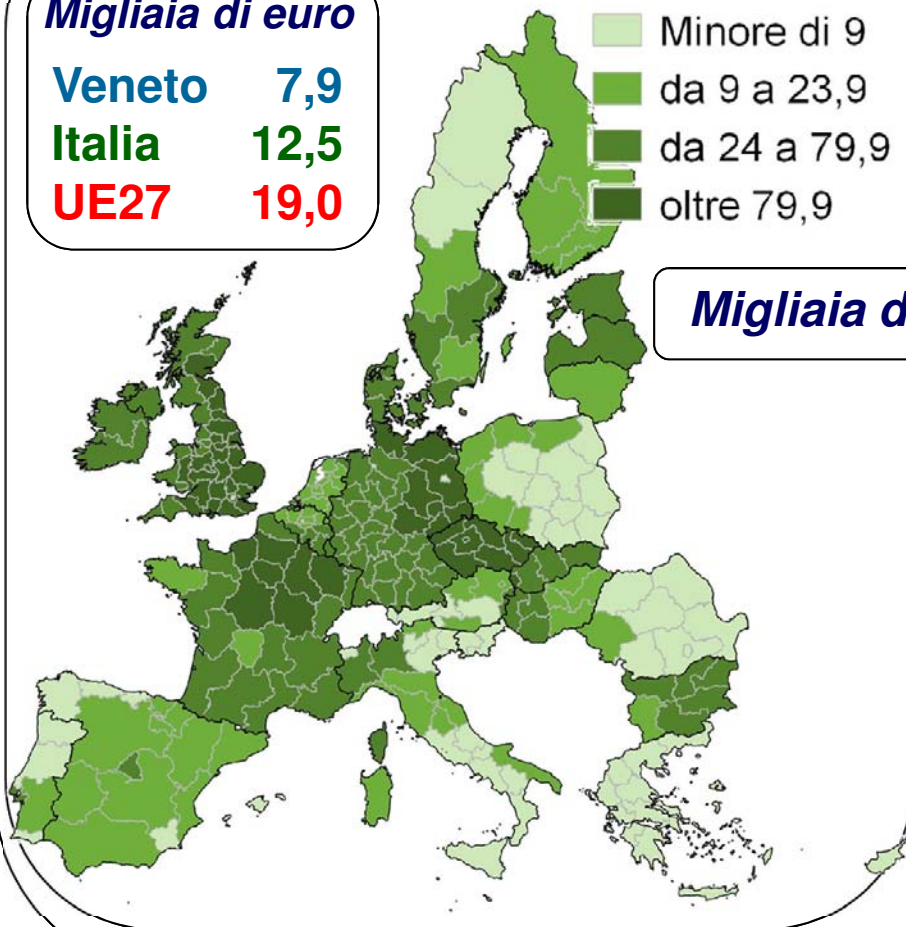 Migliaia di euro
Veneto 7,9
Italia 12,5
UE27 19,0
Minore di 9
da 9 a 23,9
da 24 a 79,9
oltre 79,9
Migliaia d